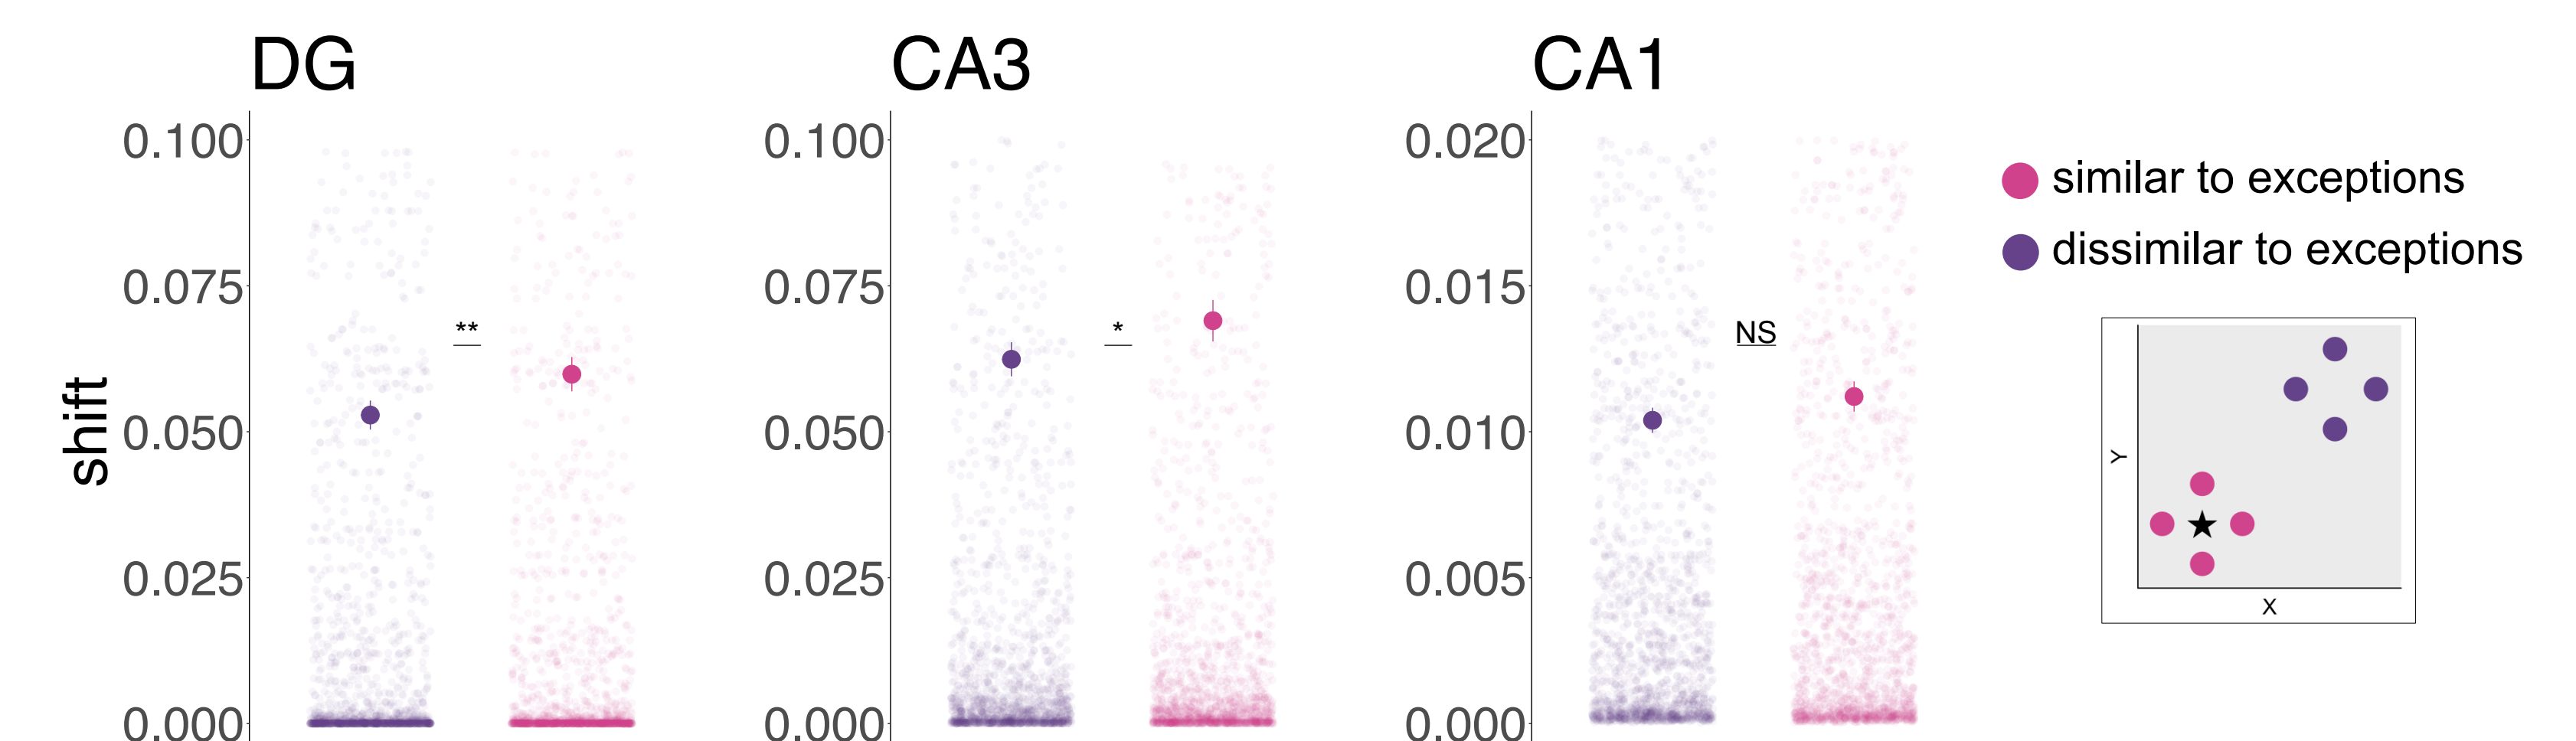 DG
CA3
CA1
shift
0.100
0.075
0.050
0.025
0.000
**
0.100
0.075
0.050
0.025
0.000
*
0.020
0.015
0.010
0.005
0.000
NS
similar to exceptions
dissimilar to exceptions
Y
X